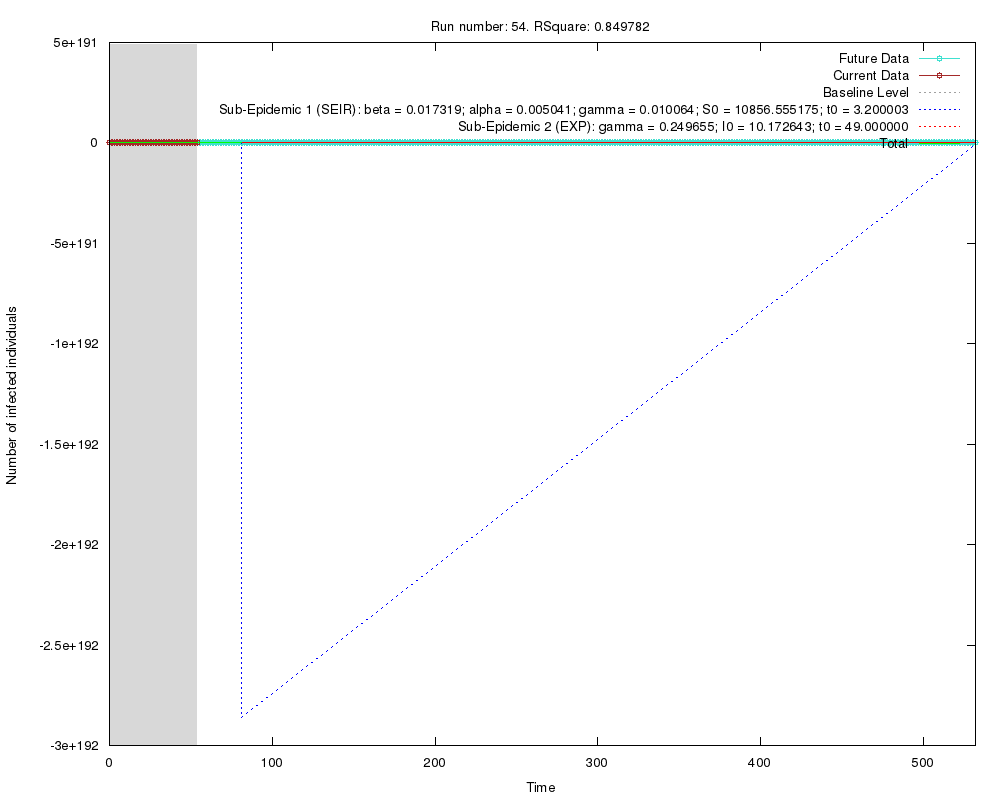 Run number: 54. RSquare: 0.849782
5e+191
0
-5e+191
-1e+192
-1.5e+192
-2e+192
-2.5e+192
-3e+192
Number of infected individuals
Future Data
Current Data
Baseline Level
Sub-Epidemic 1 (SEIR): beta = 0.017319; alpha = 0.005041; gamma = 0.010064; S0 = 10856.555175; t0 = 3.200003
Sub-Epidemic 2 (EXP): gamma = 0.249655; I0 = 10.172643; t0 = 49.000000
Total
0 100 200 300 400 500
Time